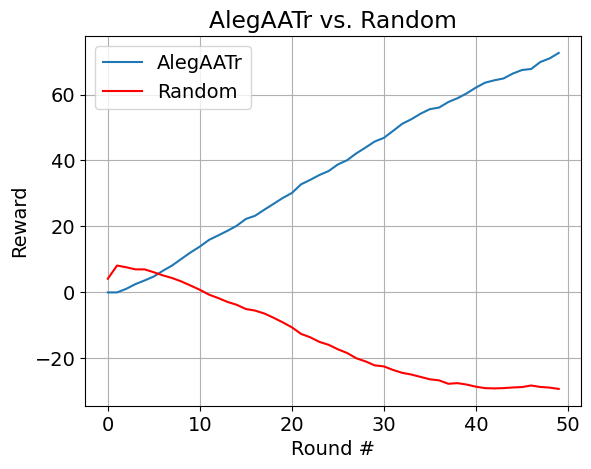 AlegAATr vs. Random
AlegAATr
Random
Reward
60
40
20
0
−20
0 10 20 30 40 50
Round #